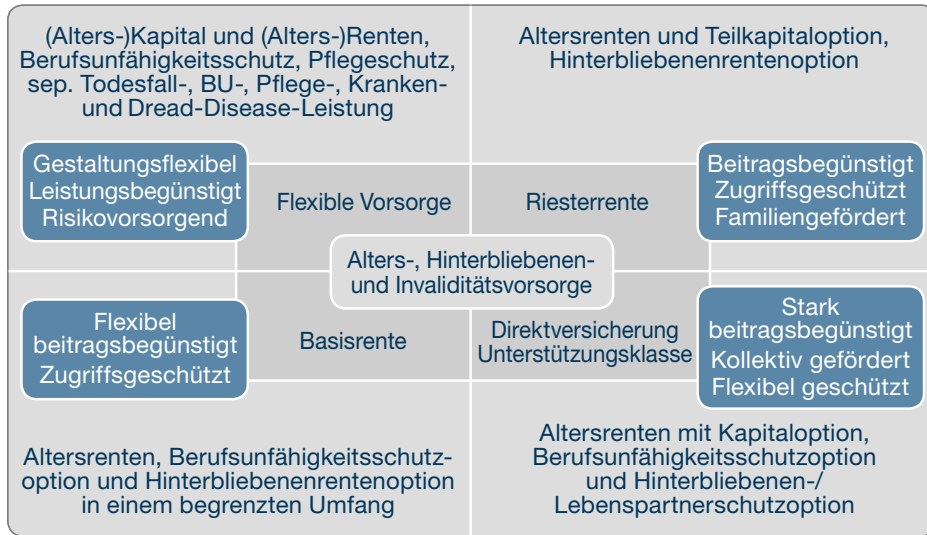 (Alters-)Kapital und (Alters-)Renten,
Berufsunfähigkeitsschutz, Pflegeschutz,
sep. Todesfall-, BU-, Pflege-, Kranken-
und Dread-Disease-Leistung
Altersrenten und Teilkapitaloption,
Hinterbliebenenrentenoption
Gestaltungsflexibel
Leistungsbegünstigt
Risikovorsorgend
Flexible Vorsorge
Riesterrente
Beitragsbegünstigt
Zugriffsgeschützt
Familiengefördert
Alters-, Hinterbliebenen-
und Invaliditätsvorsorge
Flexibel
beitragsbegünstigt
Zugriffsgeschützt
Basisrente
Direktversicherung
Unterstützungsklasse
Stark
beitragsbegünstigt
Kollektiv gefördert
Flexibel geschützt
Altersrenten, Berufsunfähigkeitsschutz-
option und Hinterbliebenenrentenoption
in einem begrenzten Umfang
Altersrenten mit Kapitaloption,
Berufsunfähigkeitsschutzoption
und Hinterbliebenen-/
Lebenspartnerschutzoption